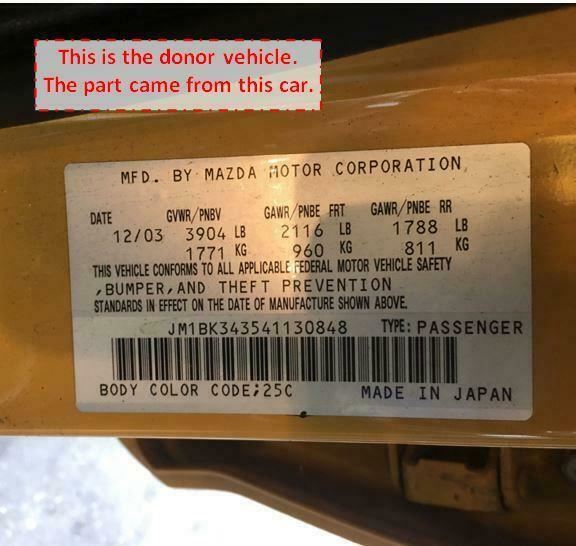 This is the donor vehicle.
The part came from this car.
MFD. BY MAZDA MOTOR CORPORATION
DATE GVWR/PNBV GAWR/PNBE FRT GAWR/PNBE RR
12/03 3904 LB 2116 LB 1788 LB
1771 KG 960 KG 811 KG
THIS VEHICLE CONFORMS TO ALL APPLICABLE FEDERAL MOTOR VEHICLE SAFETY
,BUMPER,AND THEFT PREVENTION
STANDARDS IN EFFECT ON THE DATE OF MANUFACTURE SHOWN ABOVE.
JM1BK343541130848 TYPE: PASSENGER
BODY COLOR CODE;25C MADE IN JAPAN